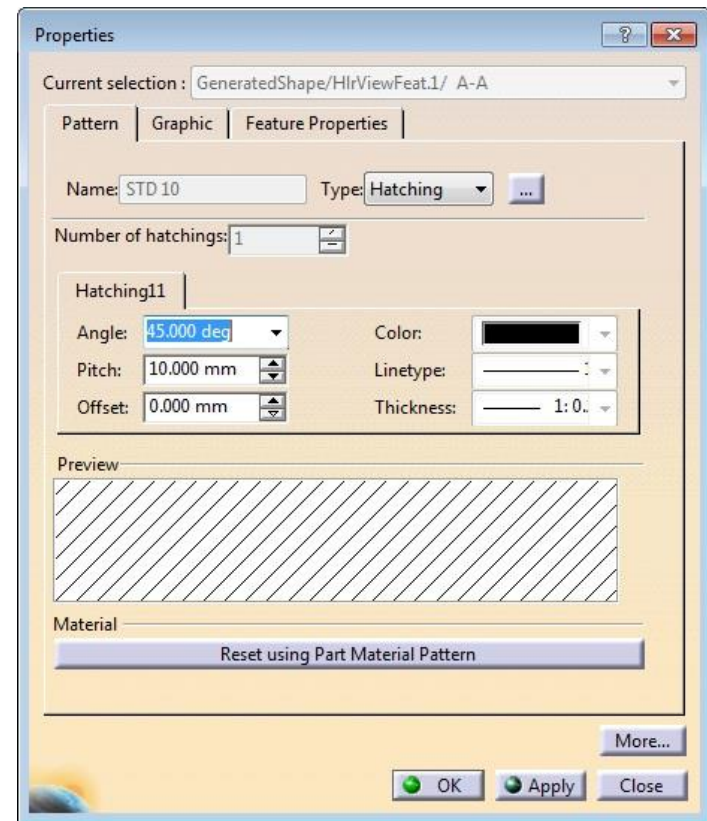 Properties
Current selection : GeneratedShape/HlrViewFeat.1/ A-A
Pattern Graphic Feature Properties
Name: STD 10 Type: Hatching ...
Number of hatchings: 1
Hatching11
Angle: 45.000 deg Color:
Pitch: 10.000 mm Linetype:
Offset: 0.000 mm Thickness: 1: 0..
Preview
Material
Reset using Part Material Pattern
More...
OK Apply Close